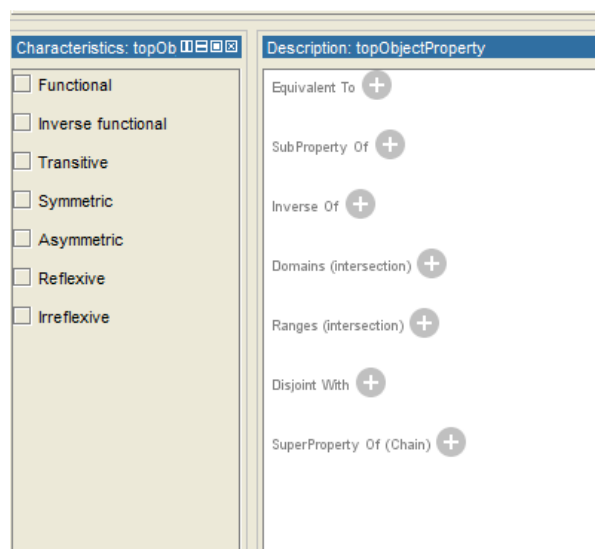 Characteristics: topOb
Functional
Inverse functional
Transitive
Symmetric
Asymmetric
Reflexive
Irreflexive
Description: topObjectProperty
Equivalent To
SubProperty Of
Inverse Of
Domains (intersection)
Ranges (intersection)
Disjoint With
SuperProperty Of (Chain)